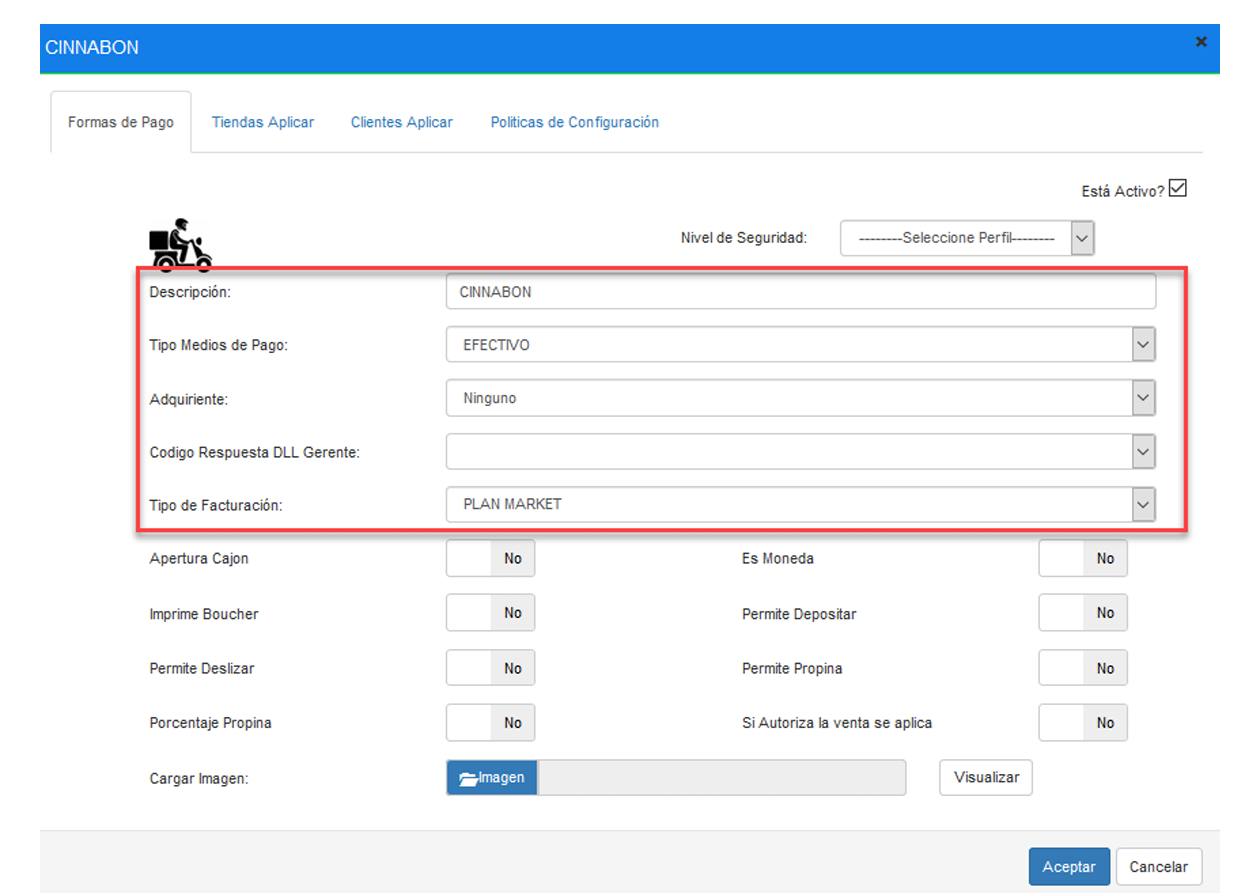 CINNABON
Formas de Pago Tiendas Aplicar Clientes Aplicar Politicas de Configuración
Está Activo?
Nivel de Seguridad: --------Seleccione Perfil--------
Descripción: CINNABON
Tipo Medios de Pago: EFECTIVO
Adquiriente: Ninguno
Codigo Respuesta DLL Gerente:
Tipo de Facturación: PLAN MARKET
Apertura Cajon No Es Moneda No
Imprime Boucher No Permite Depositar No
Permite Deslizar No Permite Propina No
Porcentaje Propina No Si Autoriza la venta se aplica No
Cargar Imagen: Imagen Visualizar
Aceptar Cancelar